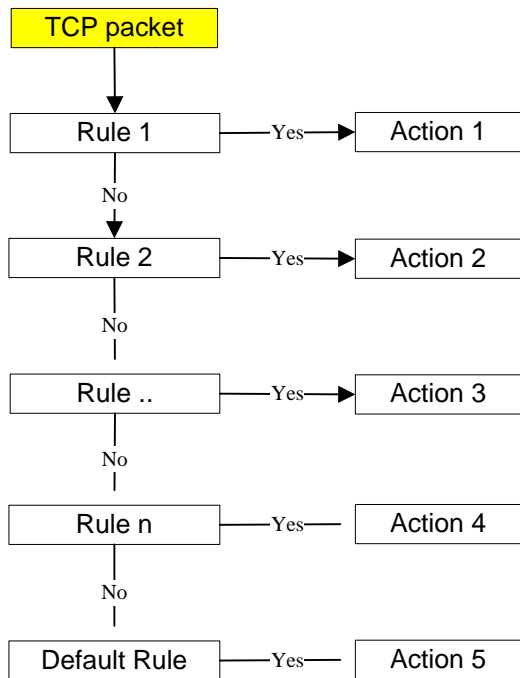 TCP packet
Rule 1 Yes Action 1
No
Rule 2 Yes Action 2
No
Rule .. Yes Action 3
No
Rule n Yes Action 4
No
Default Rule Yes Action 5